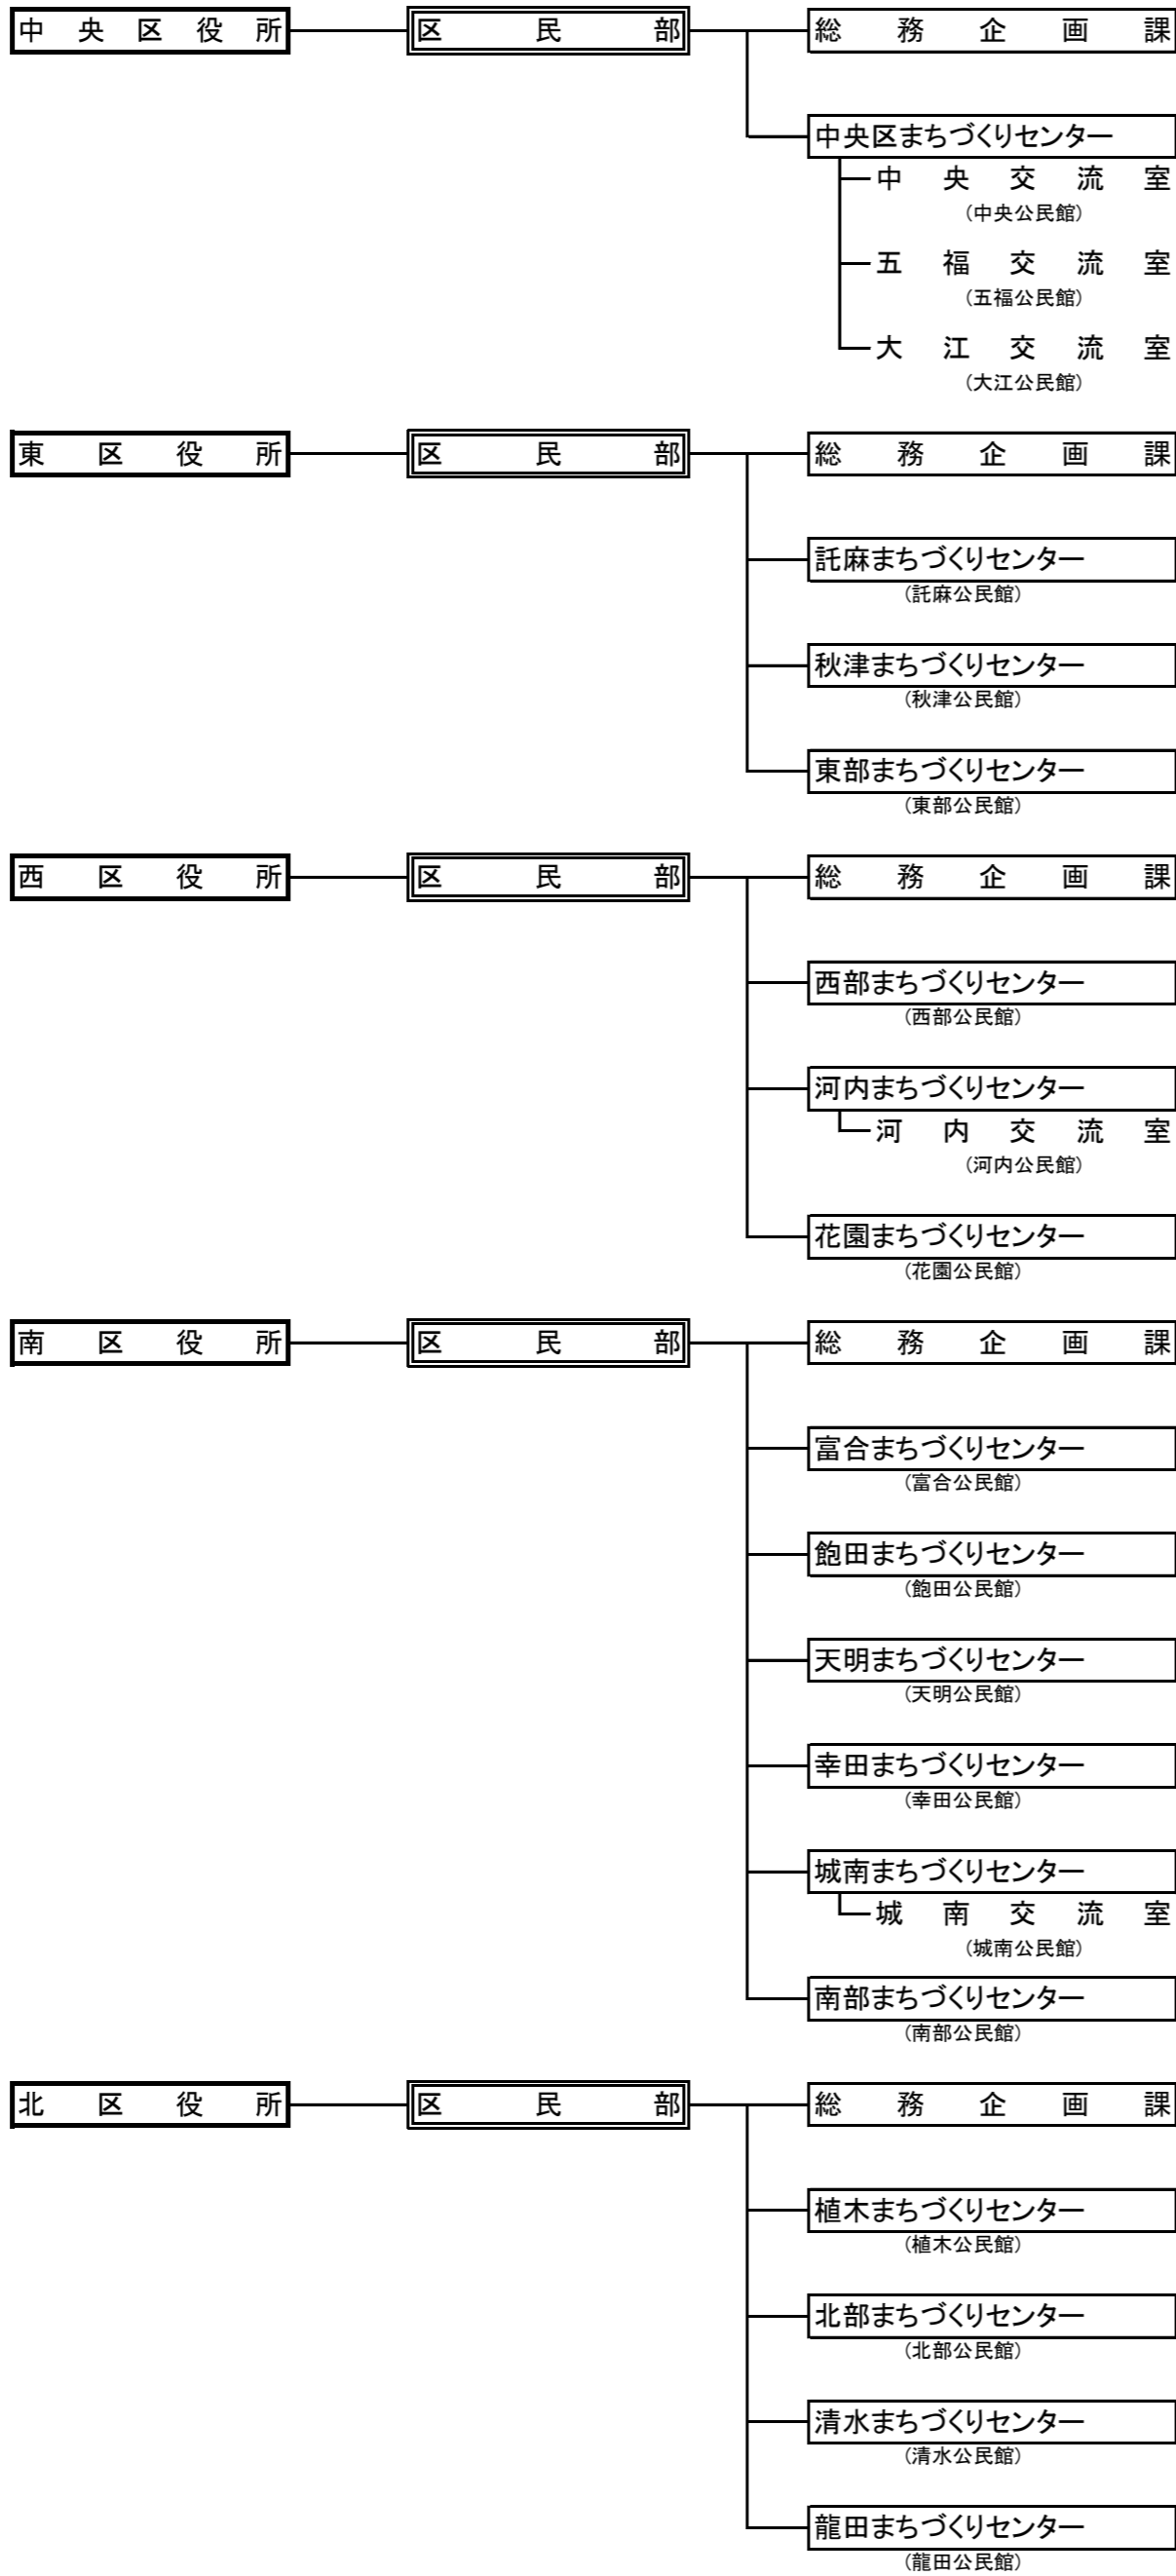 中央区役所 区民部 総務企画課
中央区まちづくりセンター
中央交流室
(中央公民館)
五福交流室
(五福公民館)
大江交流室
(大江公民館)
東区役所 区民部 総務企画課
託麻まちづくりセンター
(託麻公民館)
秋津まちづくりセンター
(秋津公民館)
東部まちづくりセンター
(東部公民館)
西区役所 区民部 総務企画課
西部まちづくりセンター
(西部公民館)
河内まちづくりセンター
河内交流室
(河内公民館)
花園まちづくりセンター
(花園公民館)
南区役所 区民部 総務企画課
富合まちづくりセンター
(富合公民館)
飽田まちづくりセンター
(飽田公民館)
天明まちづくりセンター
(天明公民館)
幸田まちづくりセンター
(幸田公民館)
城南まちづくりセンター
城南交流室
(城南公民館)
南部まちづくりセンター
(南部公民館)
北区役所 区民部 総務企画課
植木まちづくりセンター
(植木公民館)
北部まちづくりセンター
(北部公民館)
清水まちづくりセンター
(清水公民館)
龍田まちづくりセンター
(龍田公民館)